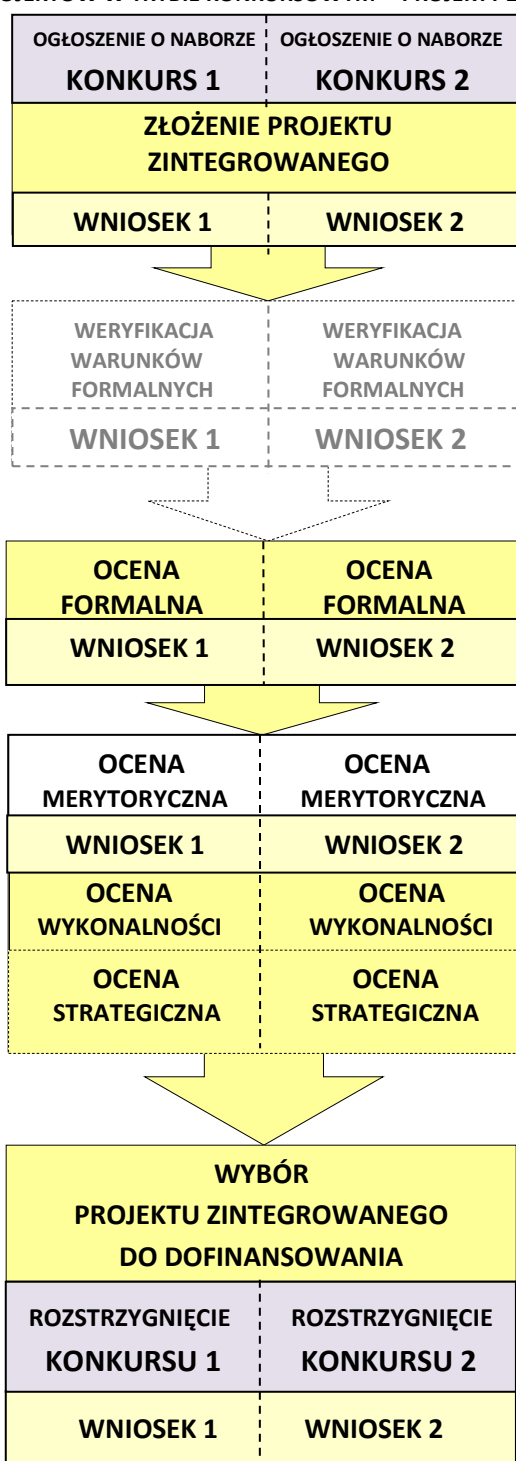 OGŁOSZENIE O NABORZE OGŁOSZENIE O NABORZE
KONKURS 1 KONKURS 2
ZŁOŻENIE PROJEKTU
ZINTEGROWANEGO
WNIOSEK 1 WNIOSEK 2
WERYFIKACJA WERYFIKACJA
WARUNKÓW WARUNKÓW
FORMALNYCH FORMALNYCH
WNIOSEK 1 WNIOSEK 2
OCENA OCENA
FORMALNA FORMALNA
WNIOSEK 1 WNIOSEK 2
OCENA OCENA
MERYTORYCZNA MERYTORYCZNA
WNIOSEK 1 WNIOSEK 2
OCENA OCENA
WYKONALNOŚCI WYKONALNOŚCI
OCENA OCENA
STRATEGICZNA STRATEGICZNA
WYBÓR
PROJEKTU ZINTEGROWANEGO
DO DOFINANSOWANIA
ROZSTRZYGNIĘCIE ROZSTRZYGNIĘCIE
KONKURSU 1 KONKURSU 2
WNIOSEK 1 WNIOSEK 2